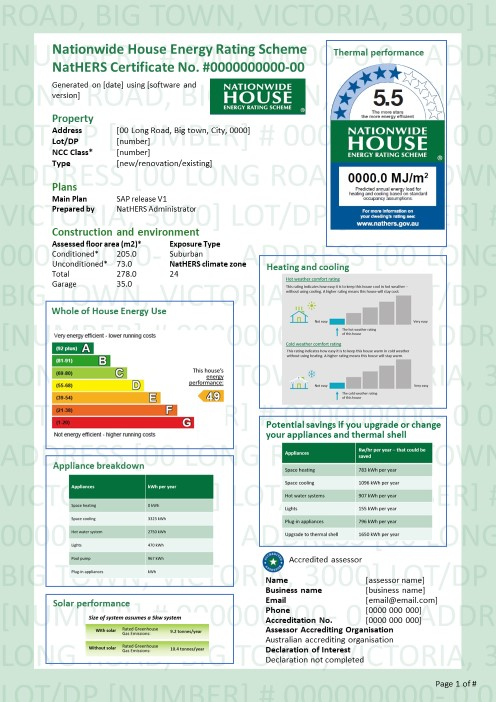 Nationwide House Energy Rating Scheme
NatHERS Certificate No. #0000000000-00
Generated on [date] using [software and
version]
NATIONWIDE
HOUSE
ENERGY RATING SCHEME
Property
Address [00 Long Road, Big town, City, 0000]
Lot/DP [number]
NCC Class* [number]
Type [new/renovation/existing]
Plans
Main Plan SAP release V1
Prepared by NatHERS Administrator
Construction and environment
Assessed floor area (m2)* Exposure Type
Conditioned* 205.0 Suburban
Unconditioned* 73.0 NatHERS climate zone
Total 278.0 24
Garage 35.0
Thermal performance
5.5
The more stars
the more energy efficient
NATIONWIDE
HOUSE
ENERGY RATING SCHEME
0000.0 MJ/m²
Predicted annual energy load for
heating and cooling based on standard
occupancy assumptions.
For more information on
your dwelling's rating see:
www.nathers.gov.au
Whole of House Energy Use
Very energy efficient - lower running costs
(92 plus) A
(81-91) B
(69-80) C
(55-68) D
(39-54) E
(21-38) F
(1-20) G
This house's
energy
performance:
49
Not energy efficient - higher running costs
Heating and cooling
Hot weather comfort rating
This rating indicates how easy it is to keep this house cool in hot weather -
without using cooling. A higher rating means this house will stay cool.
Not easy Very easy
The hot weather rating
of this house
Cold weather comfort rating
This rating indicates how easy it is to keep this house warm in cold weather
without using heating. A higher rating means this house will stay warm
Not easy Very easy
The cold weather rating
of this house
Appliance breakdown
Appliances kWh per year
Space heating 0 kWh
Space cooling 3323 kWh
Hot water system 2750 kWh
Lights 470 kWh
Pool pump 967 kWh
Plug-in appliances kWh
Potential savings if you upgrade or change
your appliances and thermal shell
Appliances Kw/hr per year – that could be
saved
Space heating 783 kWh per year
Space cooling 1096 kWh per year
Hot water systems 907 kWh per year
Lights 155 kWh per year
Plug-in appliances 796 kWh per year
Upgrade to thermal shell 1650 kWh per year
Solar performance
Size of system assumes a 5kw system
With solar Rated Greenhouse
Gas Emissions 9.2 tonnes/year
Without solar Rated Greenhouse
Gas Emissions 10.4 tonnes/year
Accredited assessor
Name [assessor name]
Business name [business name]
Email [email@email.com]
Phone [0000 000 000]
Accreditation No. [0000 000 000]
Assessor Accrediting Organisation
Australian accrediting organisation
Declaration of Interest
Declaration not completed
Page 1 of #